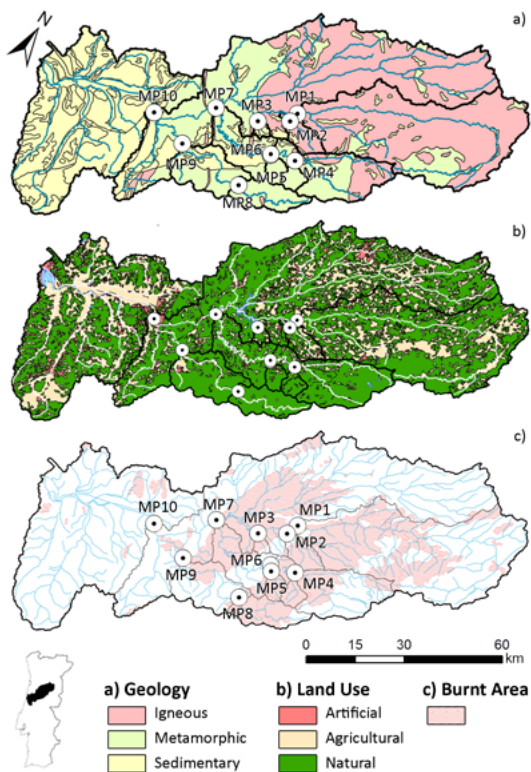 N
a)
MP10
MP7
MP3
MP1
MP2
MP9
MP6
MP5
MP4
MP8
b)
c)
MP10
MP7
MP3
MP1
MP2
MP9
MP6
MP5
MP4
MP8
0 15 30 60
km
a) Geology b) Land Use c) Burnt Area
Igneous Artificial
Metamorphic Agricultural
Sedimentary Natural